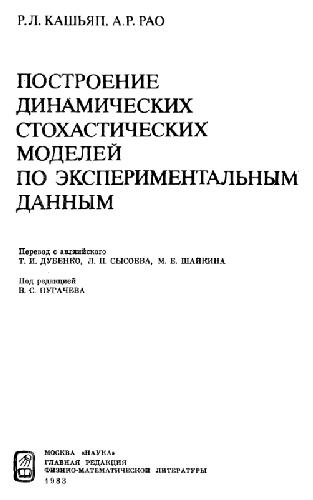 Р. Л. КАШЬЯП, А. Р. РАО
ПОСТРОЕНИЕ
ДИНАМИЧЕСКИХ
СТОХАСТИЧЕСКИХ
МОДЕЛЕЙ
ПО ЭКСПЕРИМЕНТАЛЬНЫМ
ДАННЫМ
Перевод с английского
Т. И. ДУБЕНКО, Л. П. СЫСОЕВА, М. Е. ШАЙКИНА
Под редакцией
В. С. ПУГАЧЕВА
МОСКВА «НАУКА»
ГЛАВНАЯ РЕДАКЦИЯ
ФИЗИКО-МАТЕМАТИЧЕСКОЙ ЛИТЕРАТУРЫ
1983